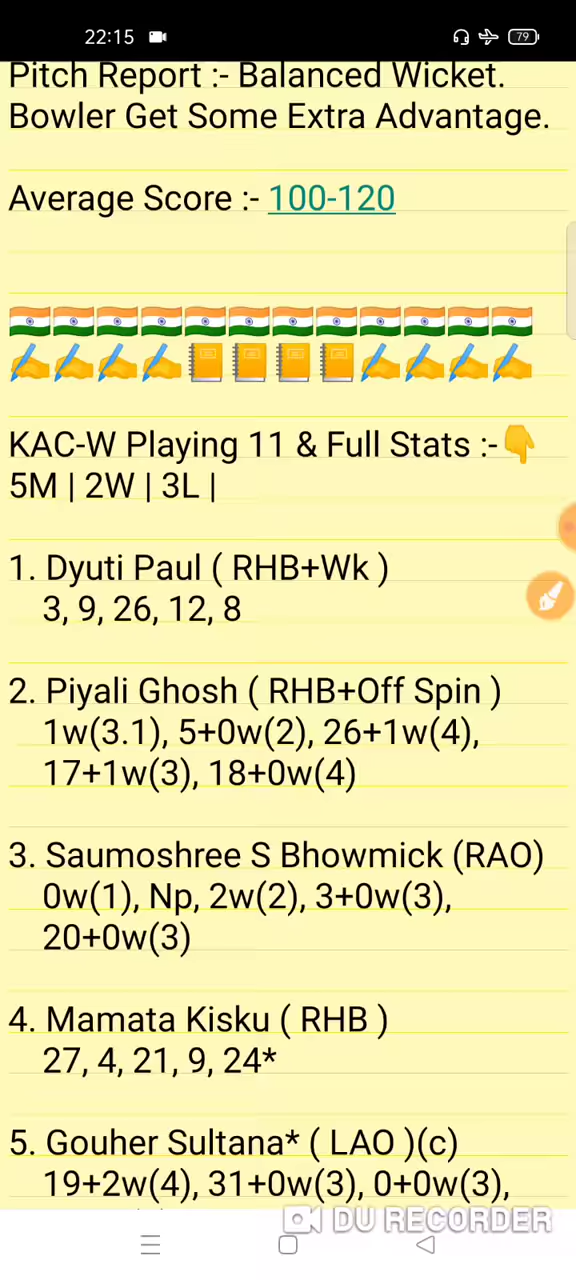 22:15
79
Pitch Report :- Balanced Wicket.
Bowler Get Some Extra Advantage.
Average Score :- 100-120
KAC-W Playing 11 & Full Stats :-👇
5M | 2W | 3L |
1. Dyuti Paul ( RHB+Wk )
3, 9, 26, 12, 8
2. Piyali Ghosh ( RHB+Off Spin )
1w(3.1), 5+0w(2), 26+1w(4),
17+1w(3), 18+0w(4)
3. Saumoshree S Bhowmick (RAO)
0w(1), Np, 2w(2), 3+0w(3),
20+0w(3)
4. Mamata Kisku ( RHB )
27, 4, 21, 9, 24*
5. Gouher Sultana* ( LAO )(c)
19+2w(4), 31+0w(3), 0+0w(3),
DU RECORDER